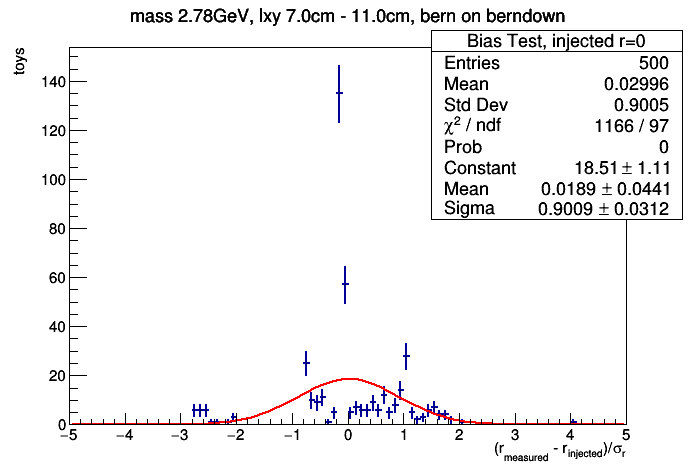 mass 2.78GeV, lxy 7.0cm - 11.0cm, bern on berndown
Bias Test, injected r=0
Entries 500
Mean 0.02996
Std Dev 0.9005
χ² / ndf 1166 / 97
Prob 0
Constant 18.51 ± 1.11
Mean 0.0189 ± 0.0441
Sigma 0.9009 ± 0.0312
toys
140
120
100
80
60
40
20
0
−5 −4 −3 −2 −1 0 1 2 3 4 5
(r_measured - r_injected)/σ_r